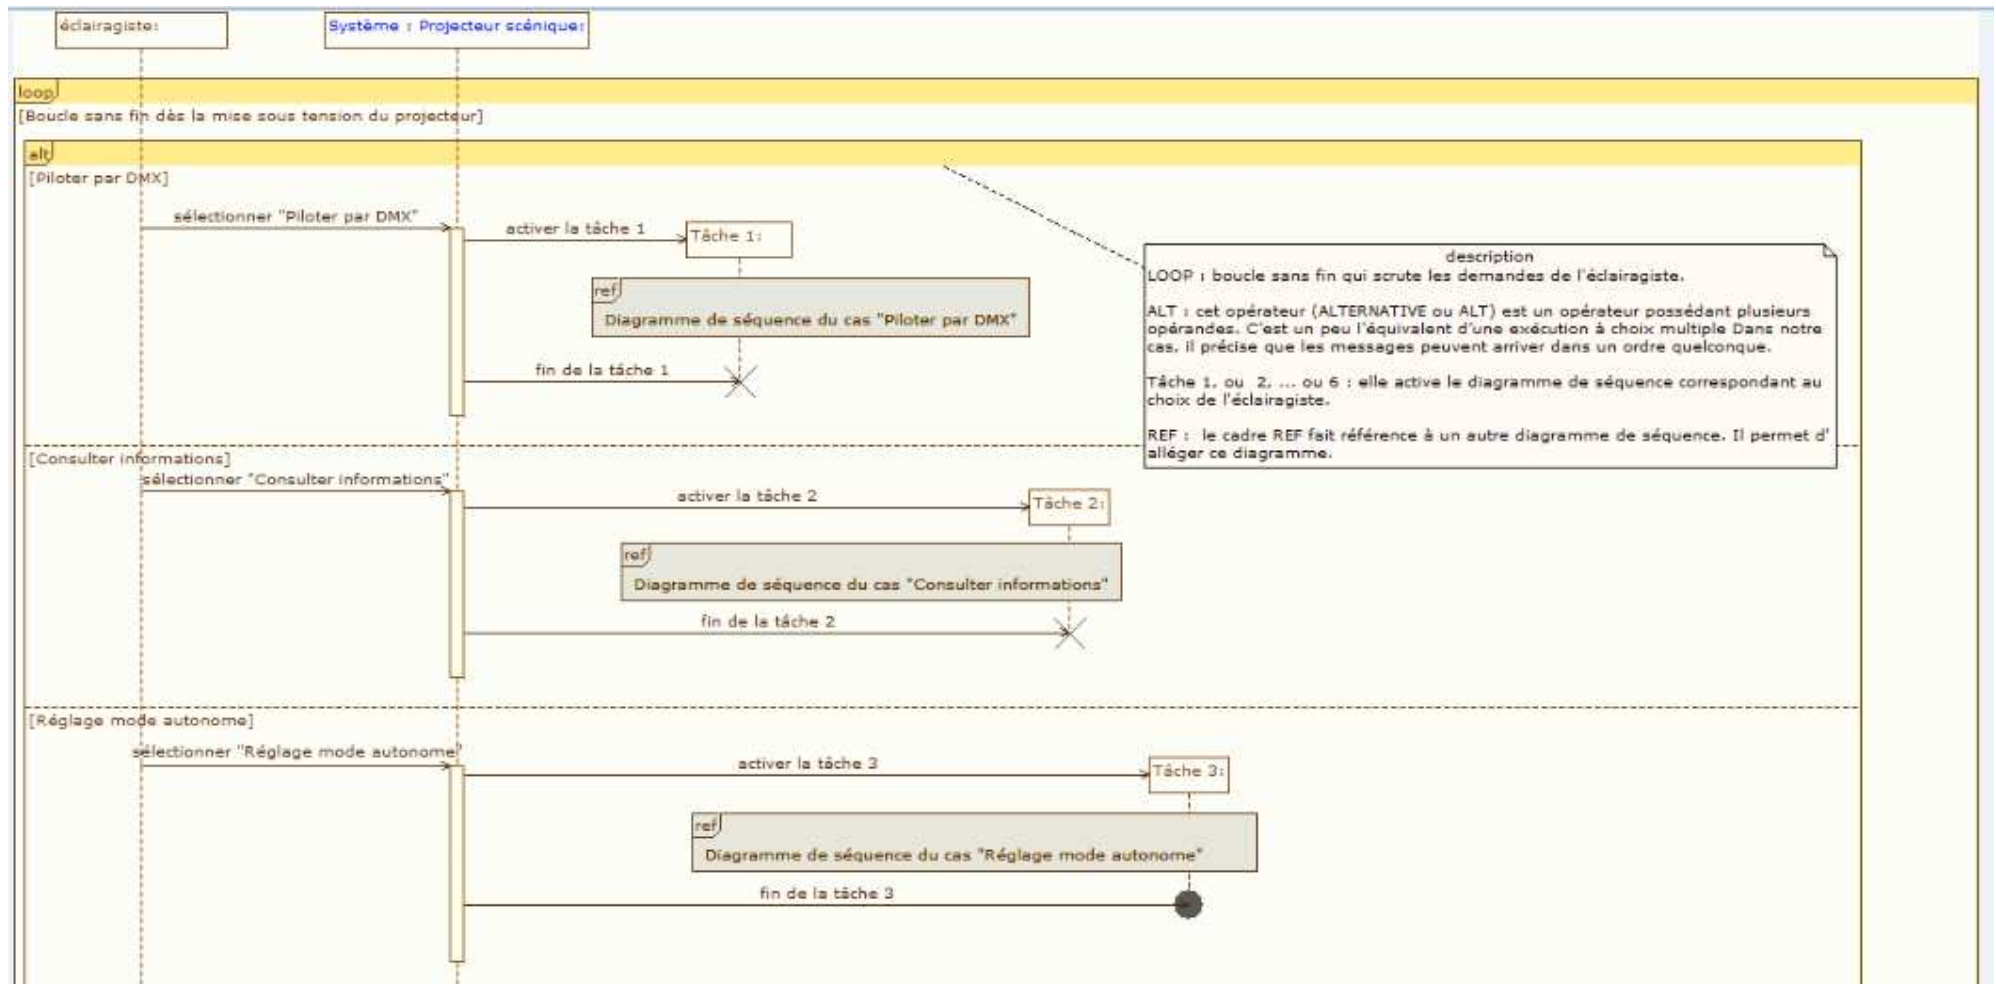 éclairagiste:
Système : Projecteur scénique:
loop
[Boucle sans fin dès la mise sous tension du projecteur]
alt
[Piloter par DMX]
sélectionner "Piloter par DMX"
activer la tâche 1
Tâche 1:
ref
Diagramme de séquence du cas "Piloter par DMX"
fin de la tâche 1
description
LOOP : boucle sans fin qui scrute les demandes de l'éclairagiste.
ALT : cet opérateur (ALTERNATIVE ou ALT) est un opérateur possédant plusieurs
opérandes. C'est un peu l'équivalent d'une exécution à choix multiple Dans notre
cas, il précise que les messages peuvent arriver dans un ordre quelconque.
Tâche 1, ou 2, ... ou 6 : elle active le diagramme de séquence correspondant au
choix de l'éclairagiste.
REF : le cadre REF fait référence à un autre diagramme de séquence. Il permet d'
alléger ce diagramme.
[Consulter informations]
sélectionner "Consulter informations"
activer la tâche 2
Tâche 2:
ref
Diagramme de séquence du cas "Consulter informations"
fin de la tâche 2
[Réglage mode autonome]
sélectionner "Réglage mode autonome"
activer la tâche 3
Tâche 3:
ref
Diagramme de séquence du cas "Réglage mode autonome"
fin de la tâche 3